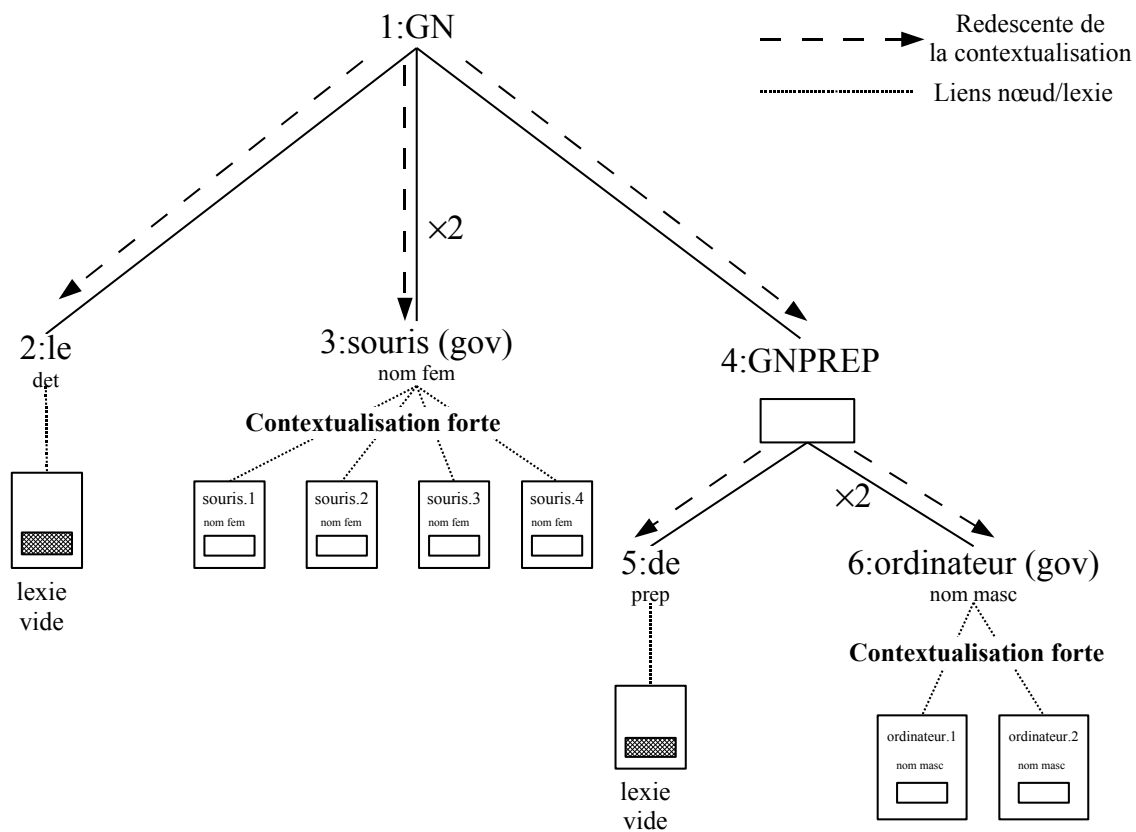 1:GN
Redescente de
la contextualisation
Liens nœud/lexie
×2
2:le
det
3:souris (gov)
nom fem
4:GNPREP
Contextualisation forte
souris.1
nom fem
souris.2
nom fem
souris.3
nom fem
souris.4
nom fem
×2
lexie
vide
5:de
prep
6:ordinateur (gov)
nom masc
Contextualisation forte
ordinateur.1
nom masc
ordinateur.2
nom masc
lexie
vide